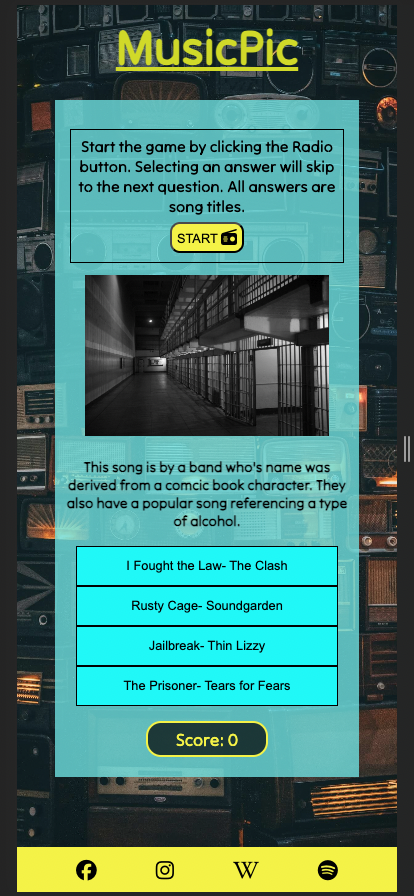 MusicPic
Start the game by clicking the Radio
button. Selecting an answer will skip
to the next question. All answers are
song titles.
START
This song is by a band who's name was
derived from a comcic book character. They
also have a popular song referencing a type
of alcohol.
I Fought the Law- The Clash
Rusty Cage- Soundgarden
Jailbreak- Thin Lizzy
The Prisoner- Tears for Fears
Score: 0
W